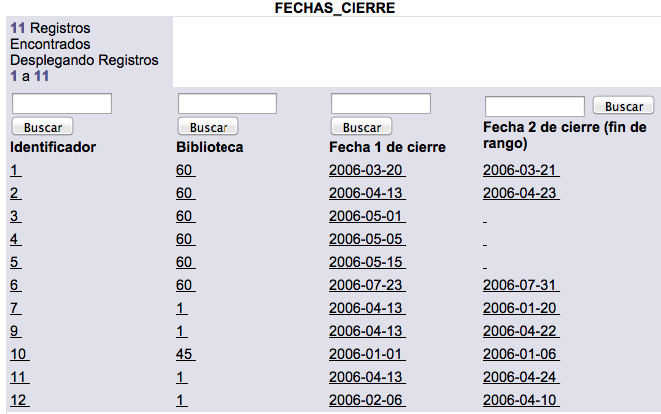 FECHAS_CIERRE
11 Registros
Encontrados
Desplegando Registros
1 a 11
Buscar
Buscar Buscar Buscar
Identificador Biblioteca Fecha 1 de cierre Fecha 2 de cierre (fin de
rango)
1 60 2006-03-20 2006-03-21
2 60 2006-04-13 2006-04-23
3 60 2006-05-01
4 60 2006-05-05
5 60 2006-05-15
6 60 2006-07-23 2006-07-31
7 1 2006-04-13 2006-01-20
9 1 2006-04-13 2006-04-22
10 45 2006-01-01 2006-01-06
11 1 2006-04-13 2006-04-24
12 1 2006-02-06 2006-04-10